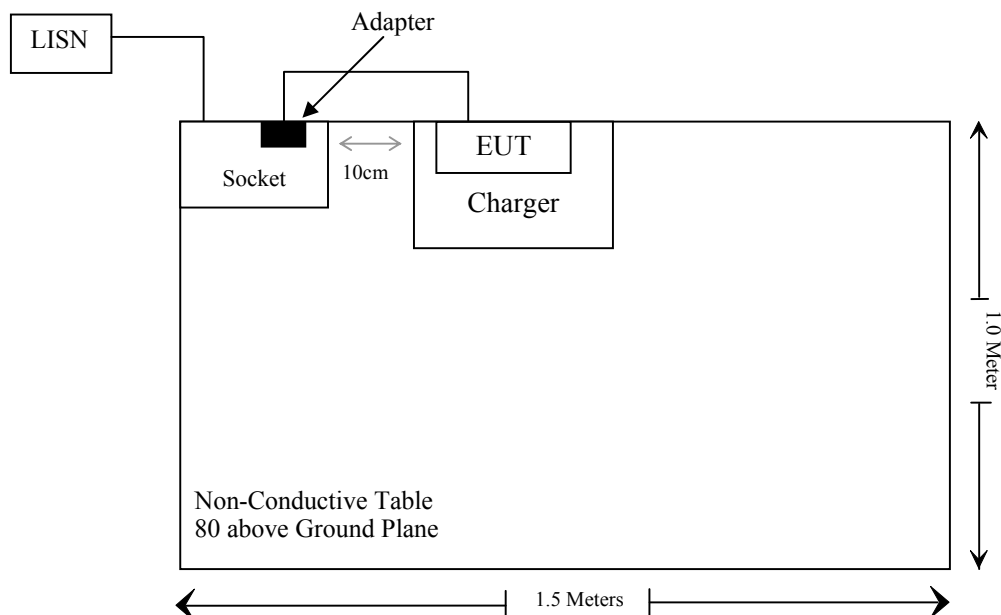 LISN
Adapter
Socket
10cm
EUT
Charger
1.0 Meter
Non-Conductive Table
80 above Ground Plane
1.5 Meters